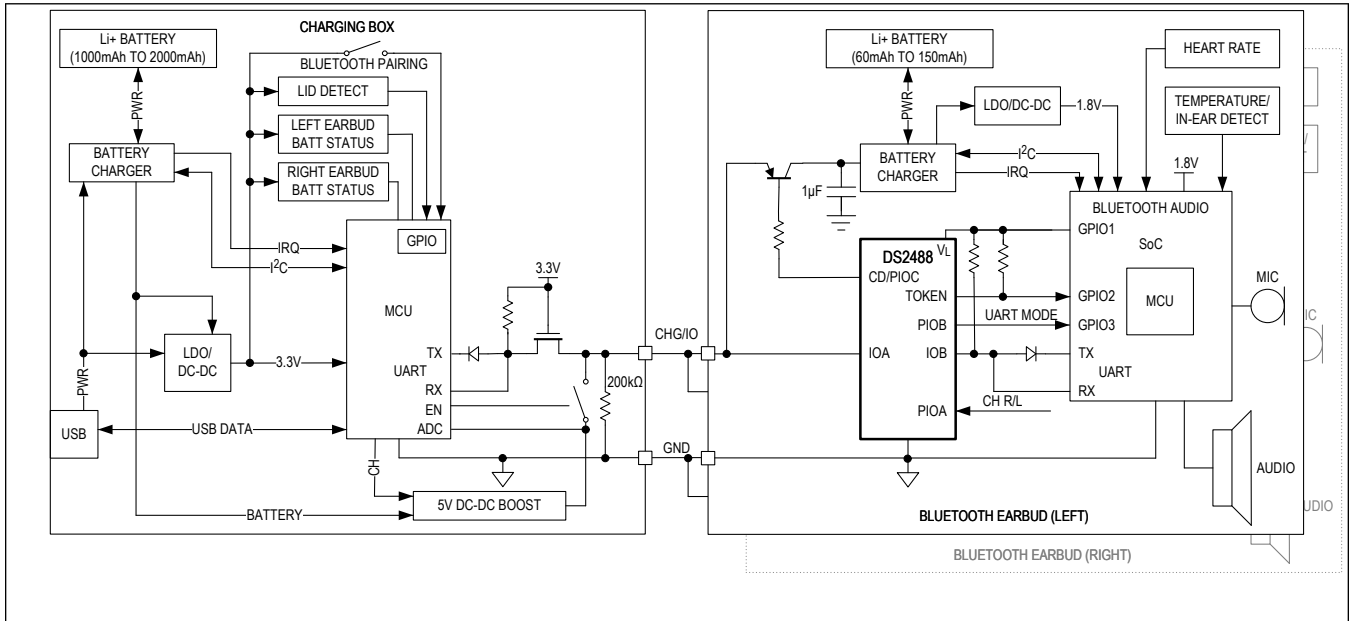 CHARGING BOX
Li+ BATTERY
(1000mAh TO 2000mAh)
BLUETOOTH PAIRING
LID DETECT
PWR
LEFT EARBUD
BATT STATUS
BATTERY
CHARGER
RIGHT EARBUD
BATT STATUS
GPIO
IRQ
I²C
MCU
3.3V
LDO/
DC-DC
3.3V
TX
UART
RX
EN
ADC
200kΩ
PWR
USB
USB DATA
CH
BATTERY
5V DC-DC BOOST
CHG/IO
GND
Li+ BATTERY
(60mAh TO 150mAh)
HEART RATE
PWR
LDO/DC-DC
1.8V
TEMPERATURE/
IN-EAR DETECT
BATTERY
CHARGER
I²C
IRQ
1.8V
1µF
BLUETOOTH AUDIO
SoC
GPIO1
DS2488
VL
CD/PIOC
TOKEN
GPIO2
MCU
MIC
UART MODE
PIOB
GPIO3
IOA
IOB
TX
UART
RX
PIOA
CH R/L
AUDIO
BLUETOOTH EARBUD (LEFT)
/
IC
UDIO
BLUETOOTH EARBUD (RIGHT)